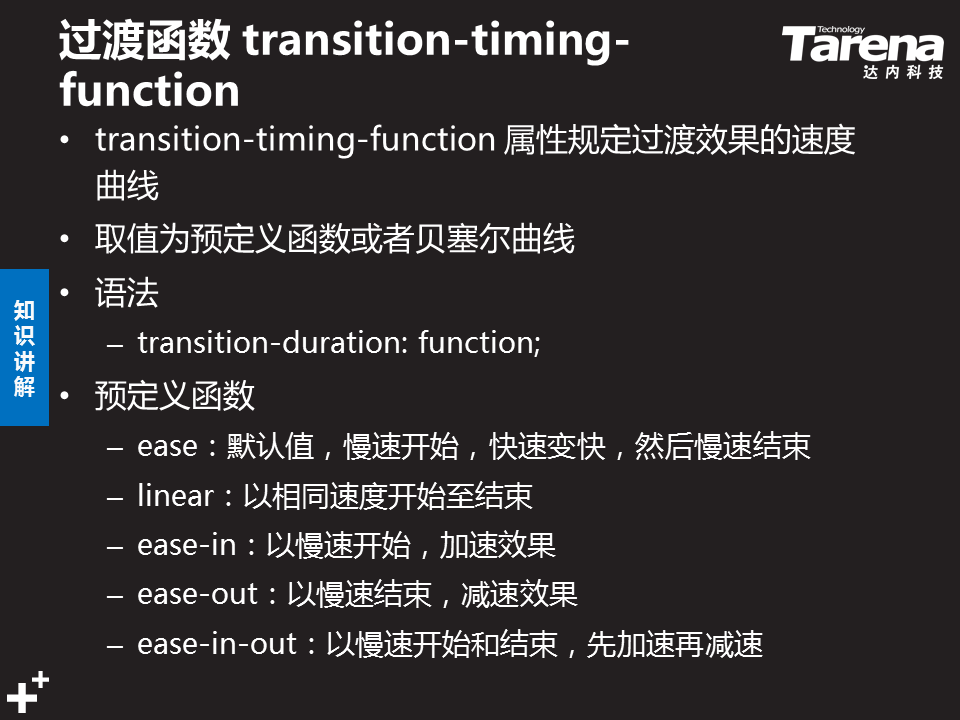 过渡函数 transition-timing-
function
Technology
Tarena
达内科技
• transition-timing-function 属性规定过渡效果的速度
曲线
• 取值为预定义函数或者贝塞尔曲线
• 语法
– transition-duration: function;
• 预定义函数
– ease：默认值，慢速开始，快速变快，然后慢速结束
– linear：以相同速度开始至结束
– ease-in：以慢速开始，加速效果
– ease-out：以慢速结束，减速效果
– ease-in-out：以慢速开始和结束，先加速再减速
知
识
讲
解